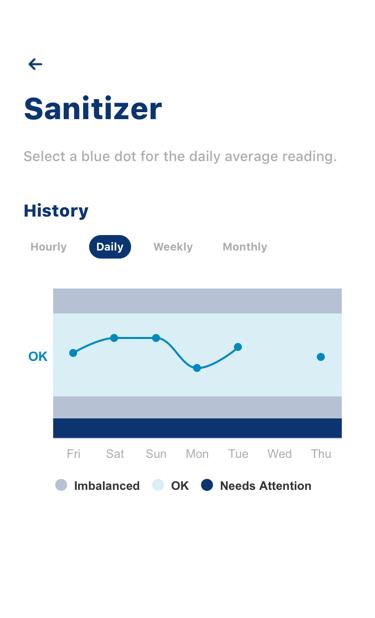 Sanitizer
Select a blue dot for the daily average reading.
History
Hourly Daily Weekly Monthly
OK
Fri Sat Sun Mon Tue Wed Thu
Imbalanced OK Needs Attention